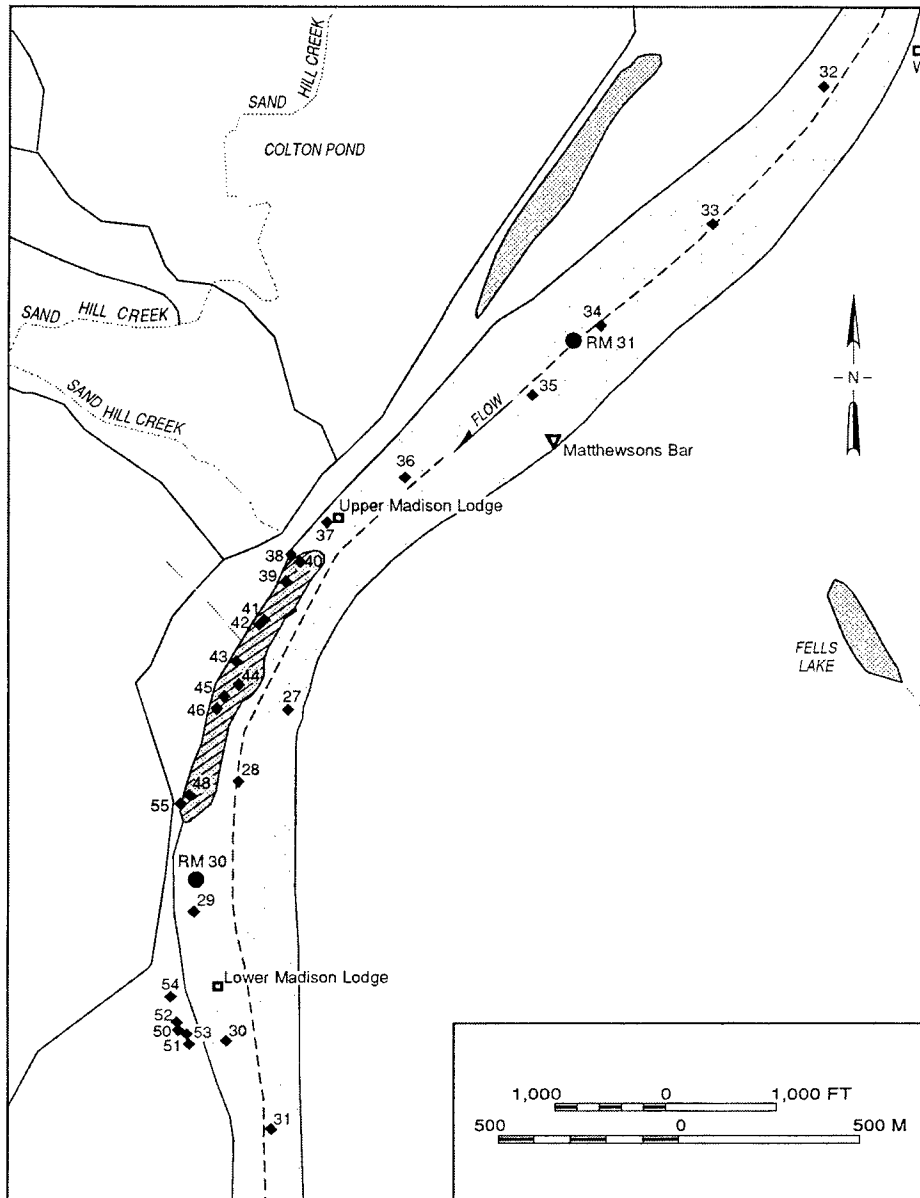 SAND
HILL CREEK
COLTON POND
32
33
34
RM 31
35
N
FLOW
Matthewsons Bar
SAND HILL CREEK
SAND HILL CREEK
36
Upper Madison Lodge
37
38
40
39
41
42
43
44
45
46
27
FELLS
LAKE
28
48
55
RM 30
29
Lower Madison Lodge
54
52
50
53
30
51
31
1,000 0 1,000 FT
500 0 500 M